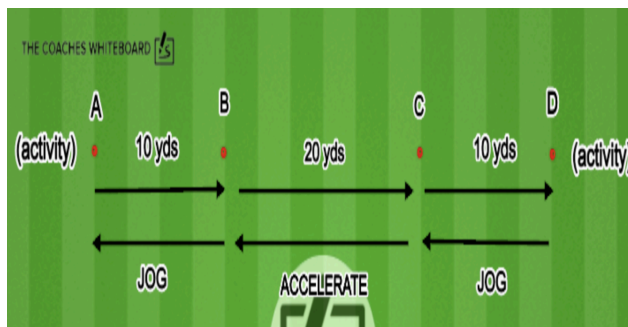 THE COACHES WHITEBOARD
A B C D
(activity) 10 yds 20 yds 10 yds (activity)
JOG ACCELERATE JOG